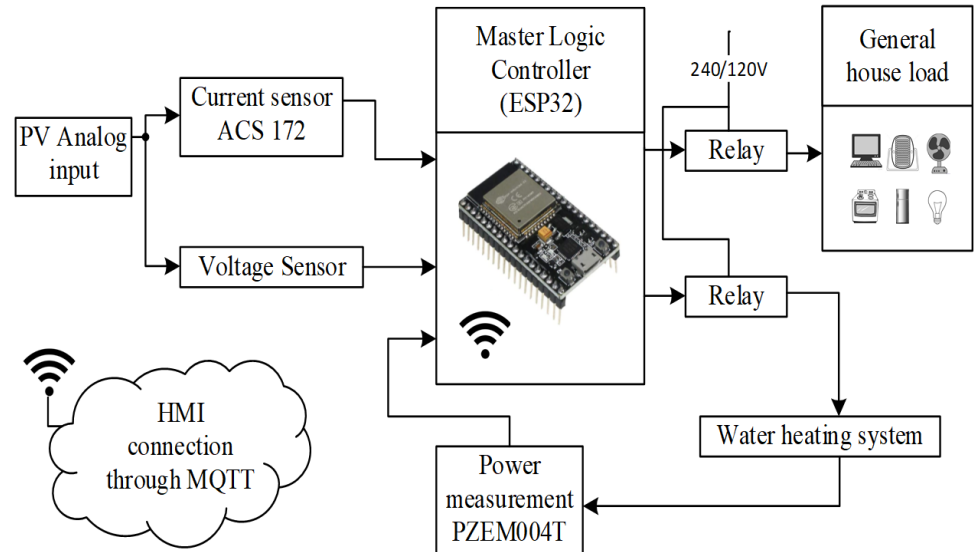 PV Analog
input
Current sensor
ACS 172
Voltage Sensor
Master Logic
Controller
(ESP32)
240/120V
Relay
Relay
General
house load
HMI
connection
through MQTT
Power
measurement
PZEM004T
Water heating system